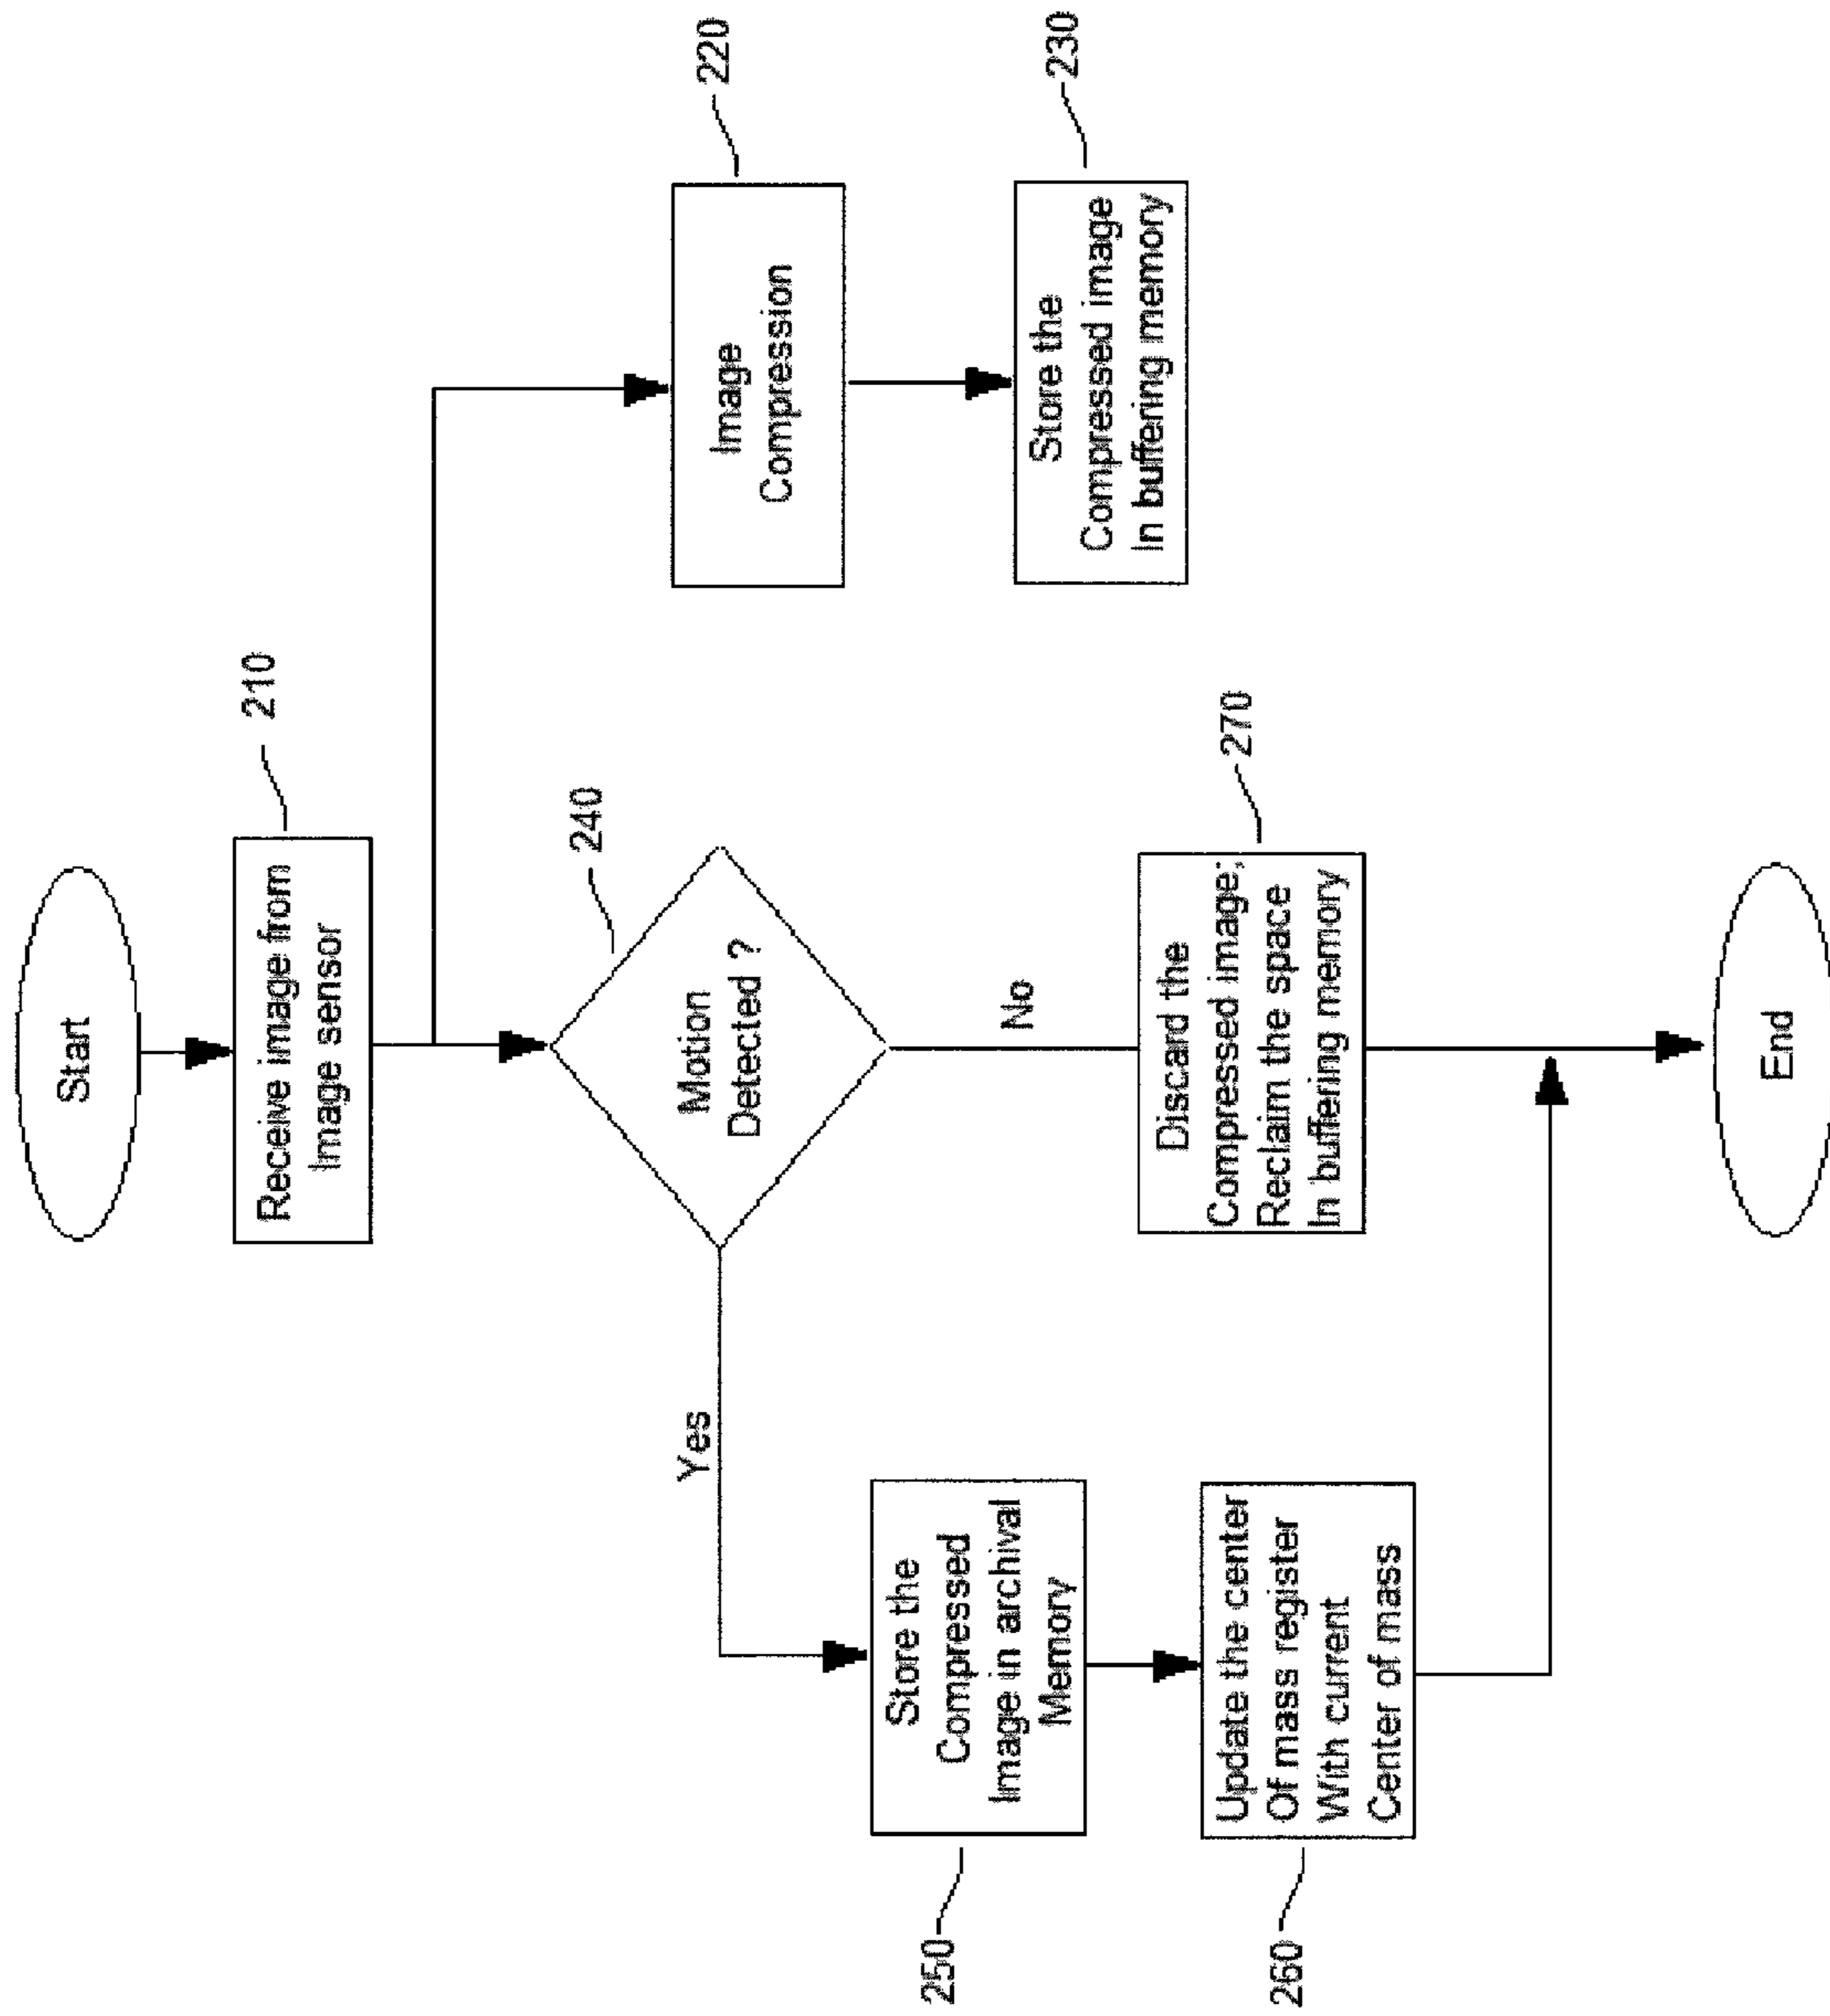 Start
Receive image from
Image sensor
210
Motion
Detected ?
240
Image
Compression
220
Store the
Compressed image
In buffering memory
230
Yes
No
Store the
Compressed
Image in archival
Memory
250
Update the center
Of mass register
With current
Center of mass
260
Discard the
Compressed image;
Reclaim the space
In buffering memory
270
End